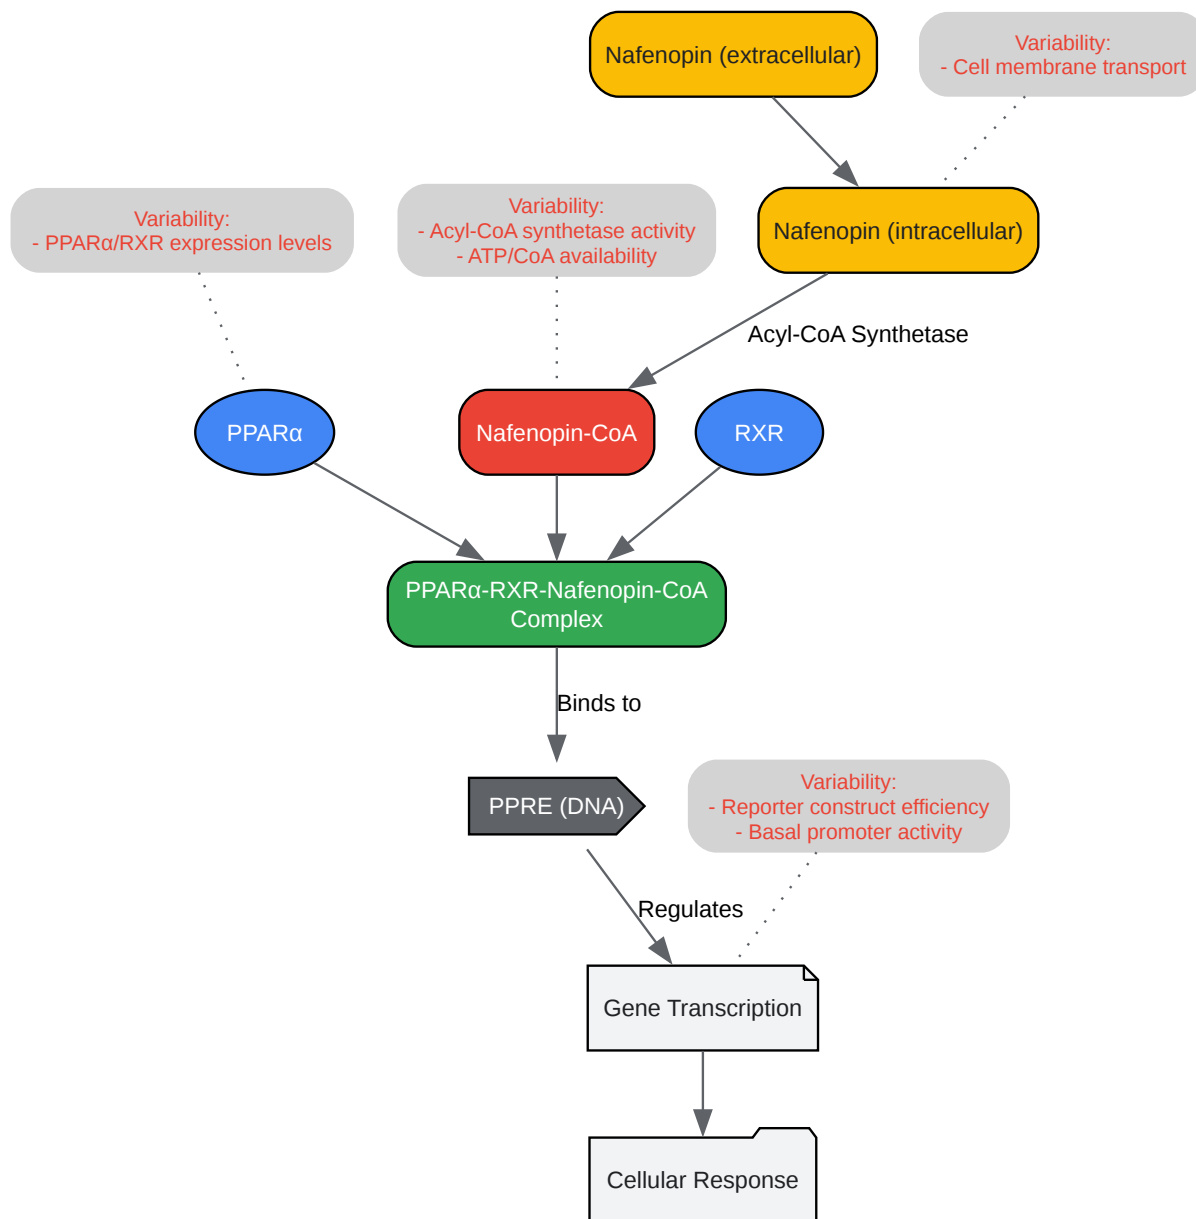 Nafenopin (extracellular)
Variability:
- Cell membrane transport
Variability:
- PPARα/RXR expression levels
Variability:
- Acyl-CoA synthetase activity
- ATP/CoA availability
Nafenopin (intracellular)
Acyl-CoA Synthetase
PPARα
Nafenopin-CoA
RXR
PPARα-RXR-Nafenopin-CoA
Complex
Binds to
PPRE (DNA)
Variability:
- Reporter construct efficiency
- Basal promoter activity
Regulates
Gene Transcription
Cellular Response